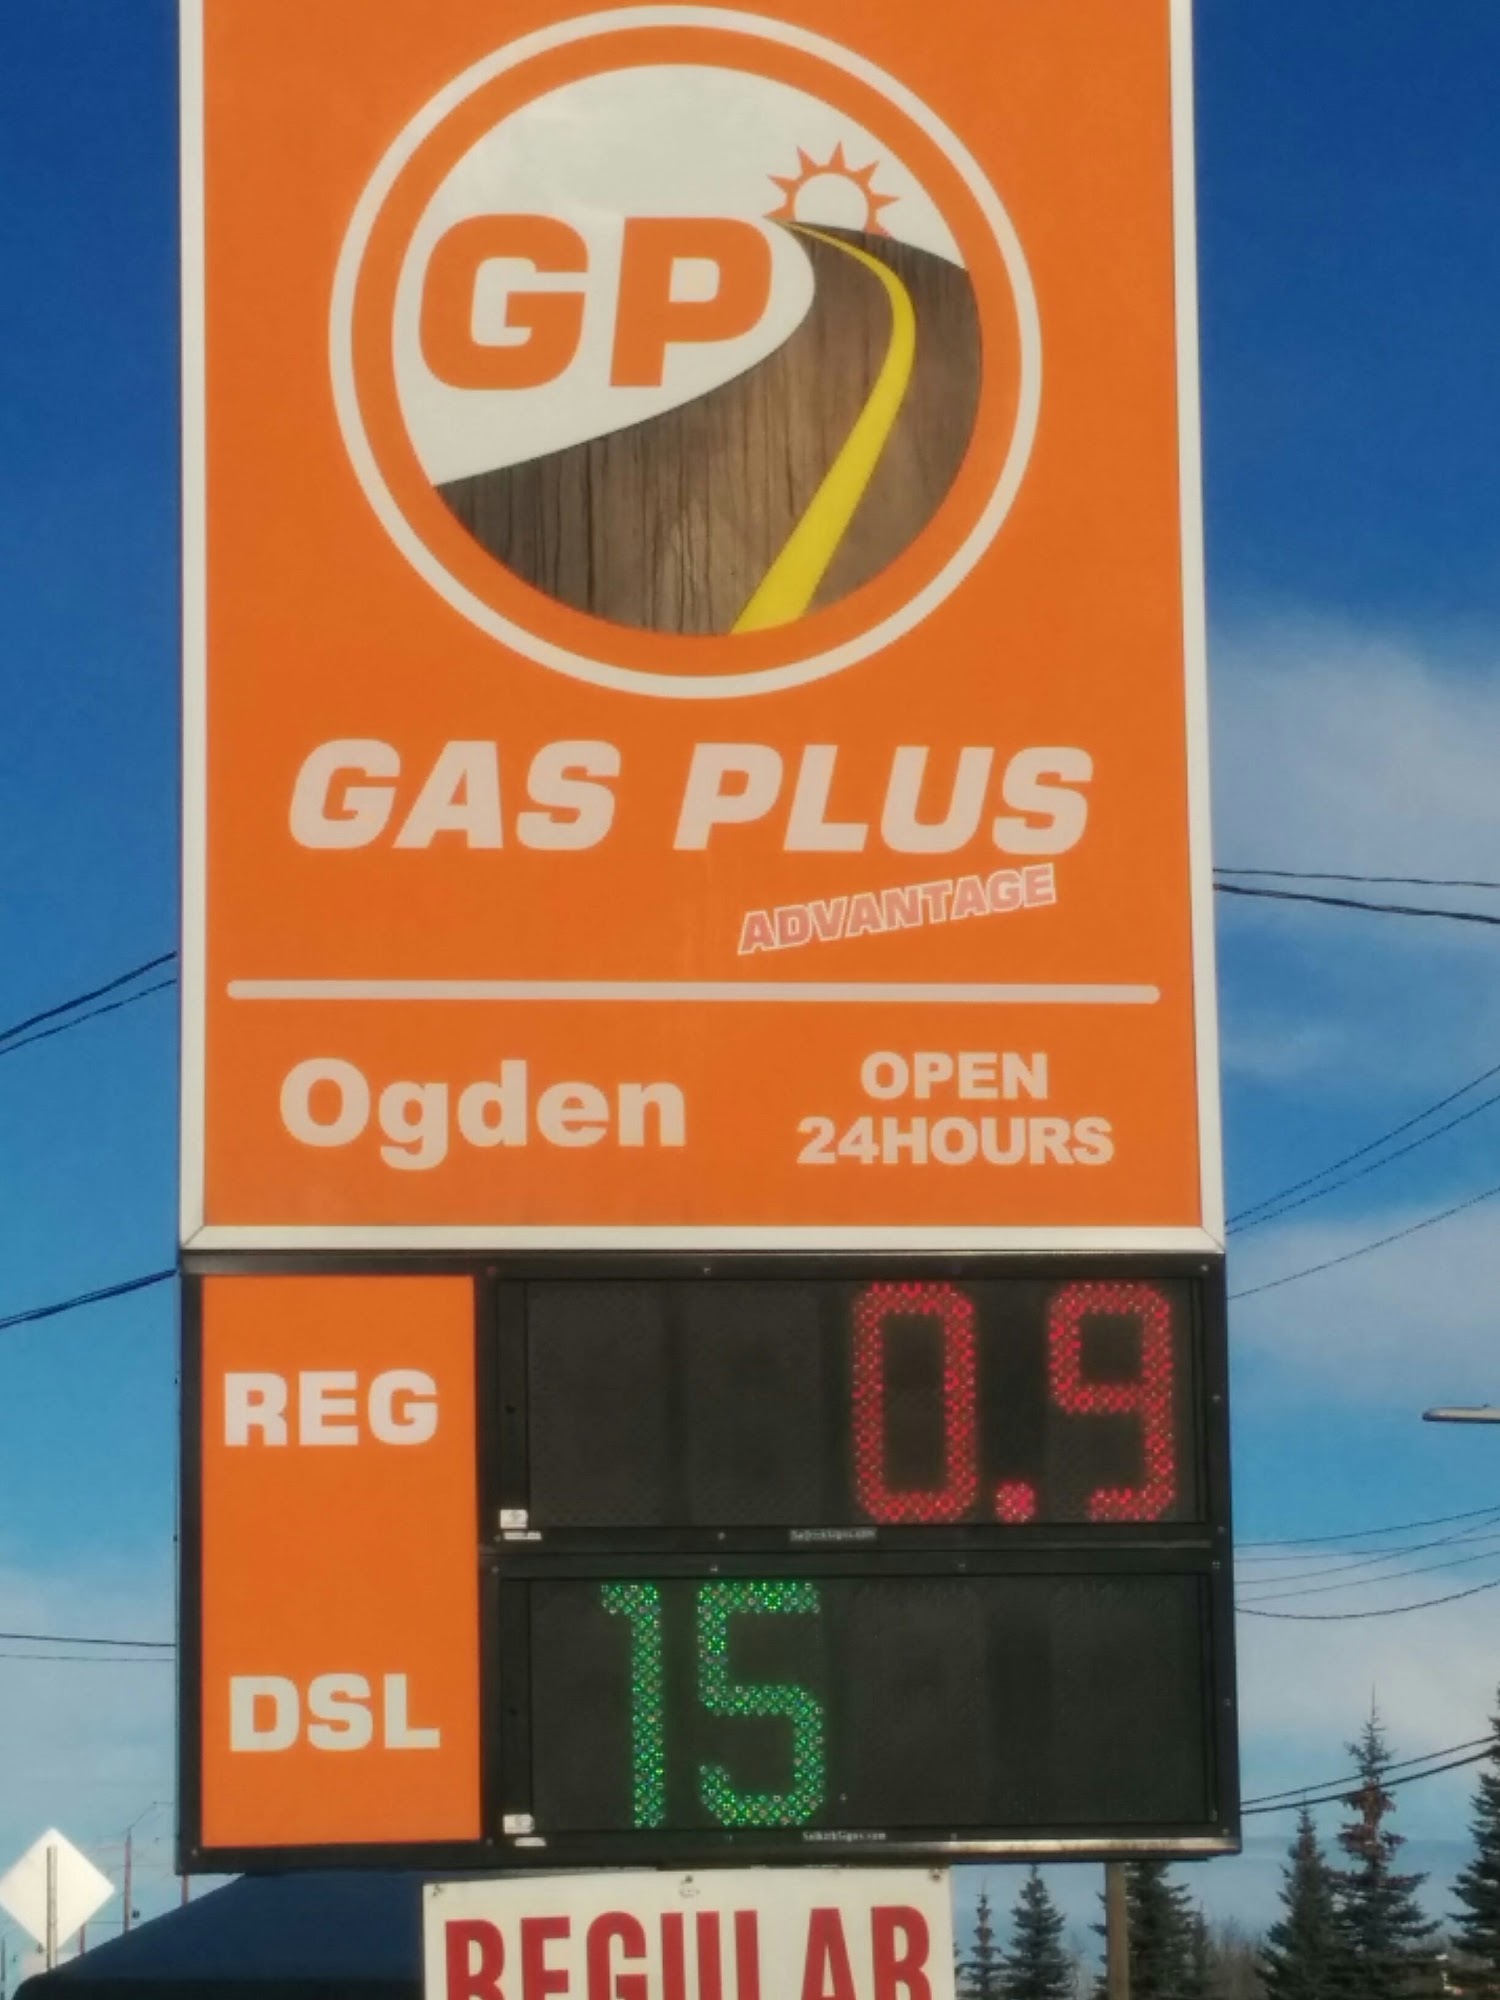 GP
GAS PLUS
ADVANTAGE
Ogden
OPEN
24HOURS
REG
0.9
DSL
15
REGULAR